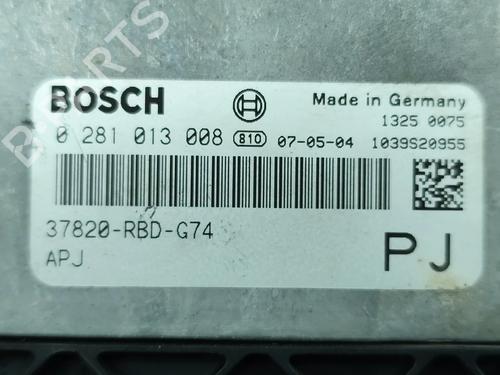 PARTS
BOSCH
Made in Germany
1325 0075
0 281 013 008 810 07-05-04 1039S20955
37820-RBD-G74
APJ
PJ